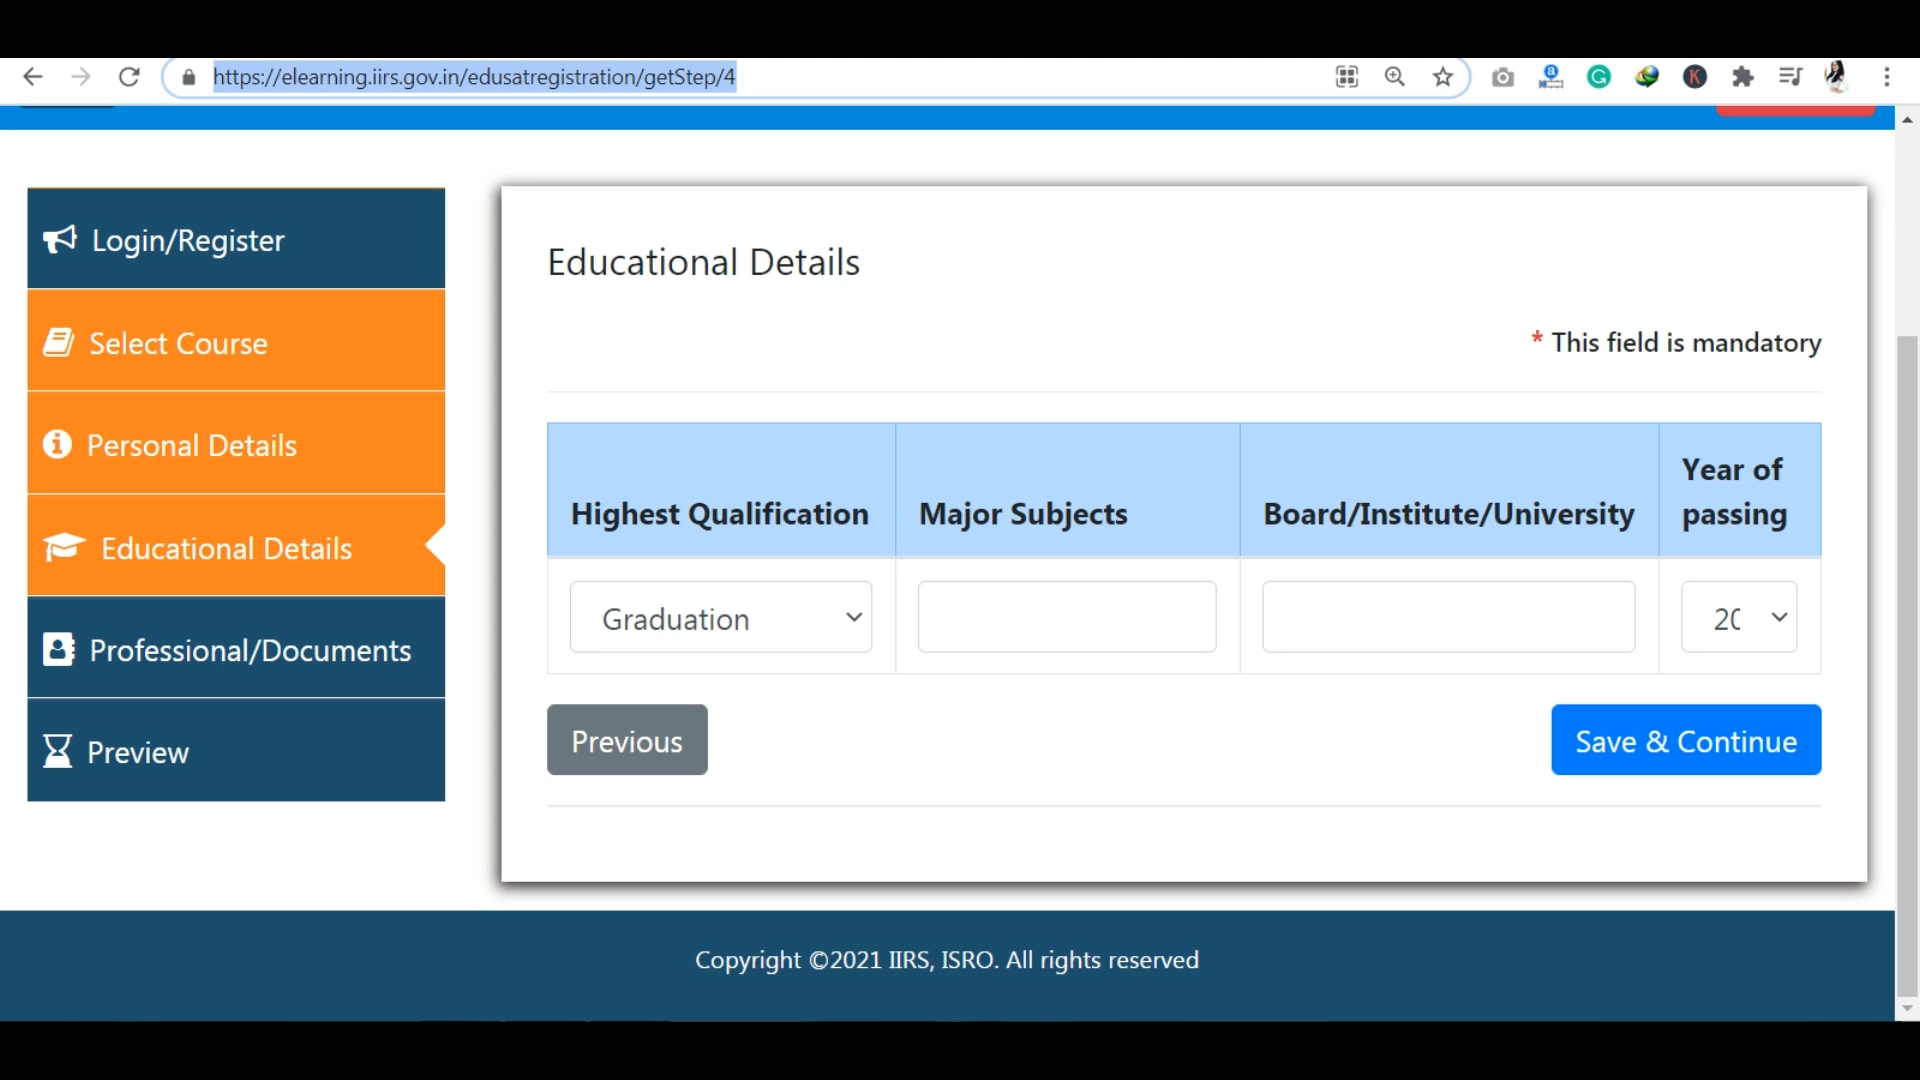 https://elearning.iirs.gov.in/edusatregistration/getStep/4
Login/Register
Select Course
Personal Details
Educational Details
Professional/Documents
Preview
Educational Details
* This field is mandatory
Highest Qualification
Major Subjects
Board/Institute/University
Year of
passing
Graduation
20
Previous
Save & Continue
Copyright ©2021 IIRS, ISRO. All rights reserved